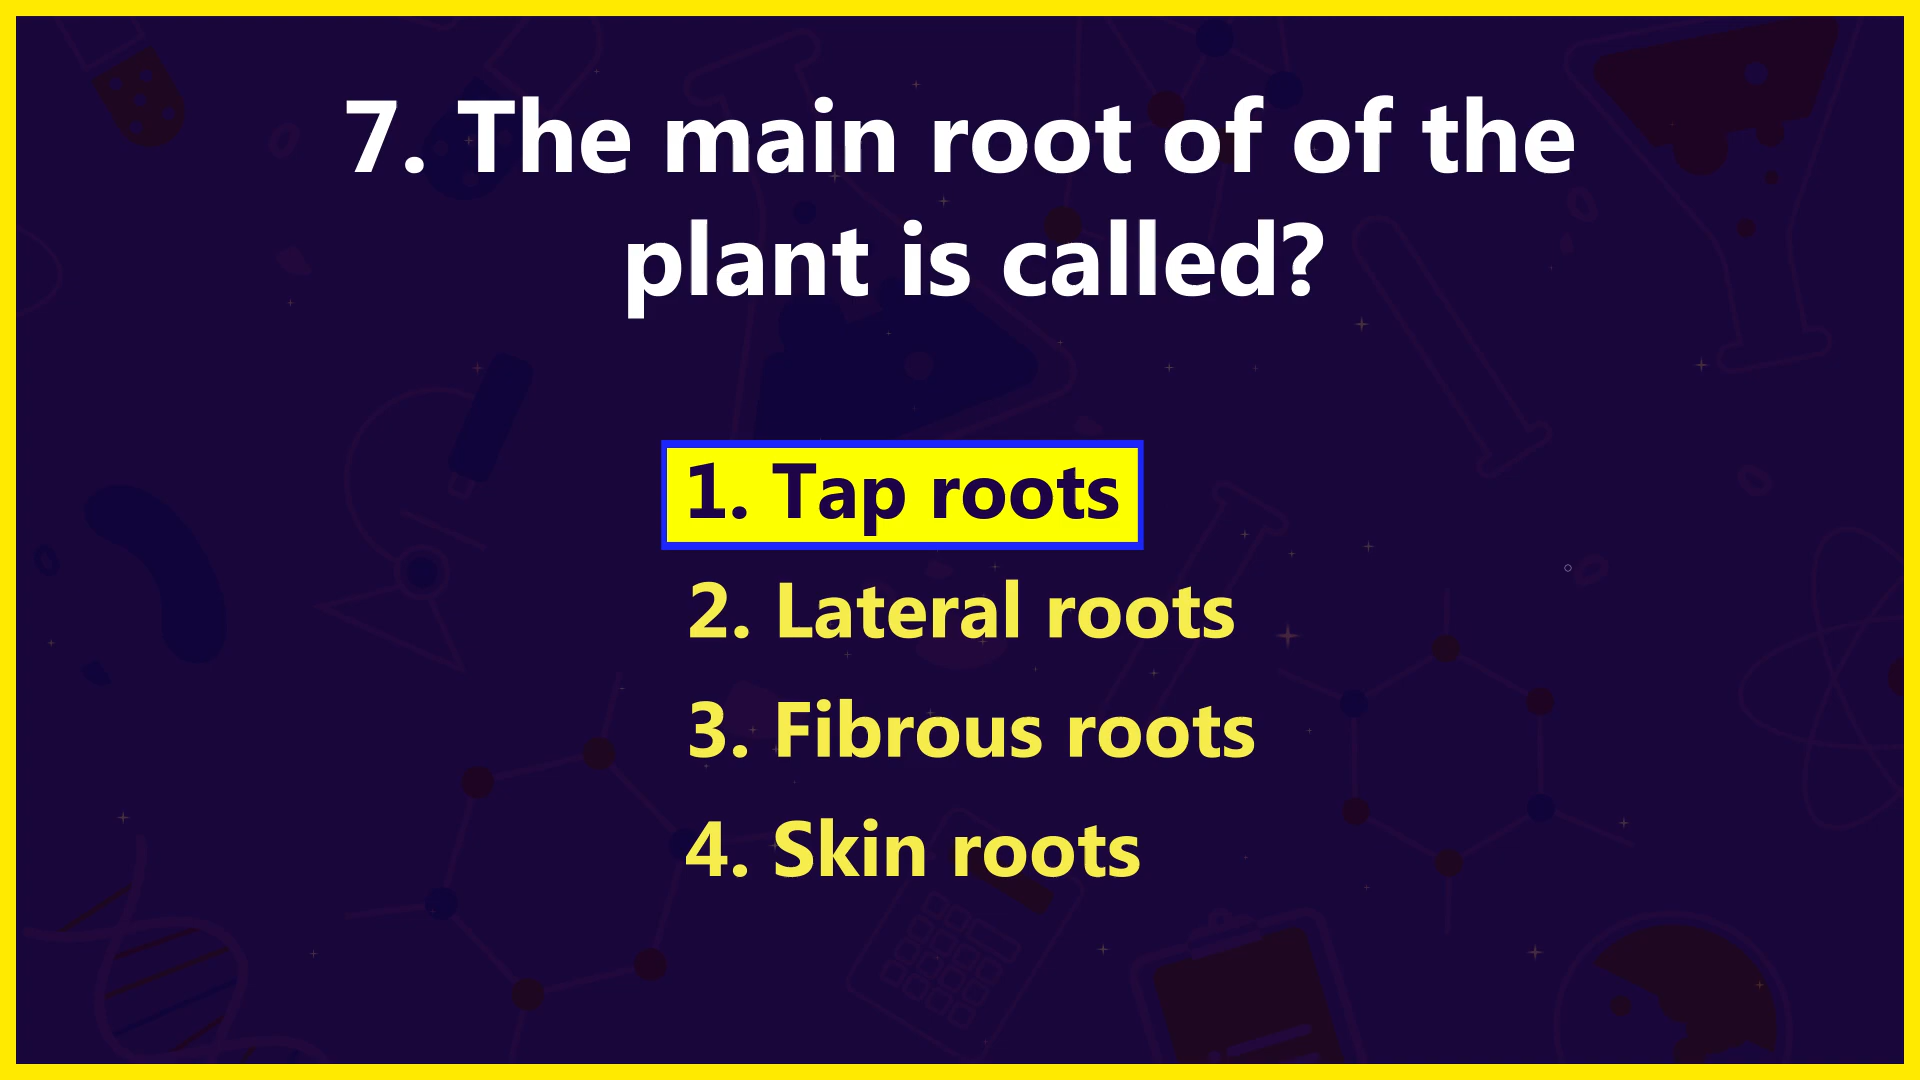 7. The main root of of the
plant is called?
1. Tap roots
2. Lateral roots
3. Fibrous roots
4. Skin roots